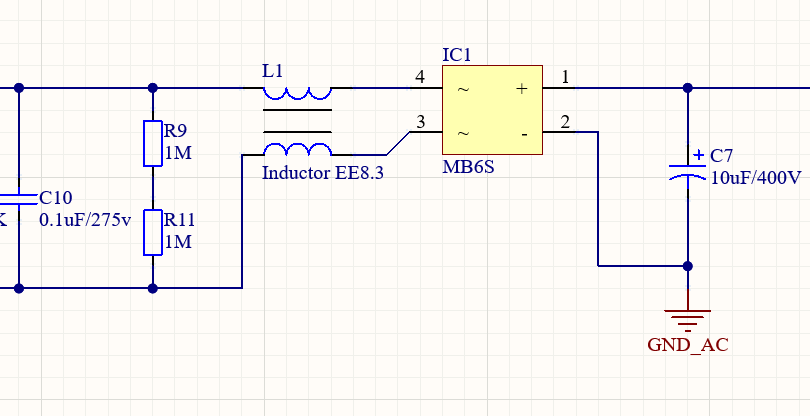 IC1
L1
4
1
~
+
3
2
R9
~
-
1M
MB6S
C7
+
Inductor EE8.3
10uF/400V
C10
K
0.1uF/275v
R11
1M
GND_AC